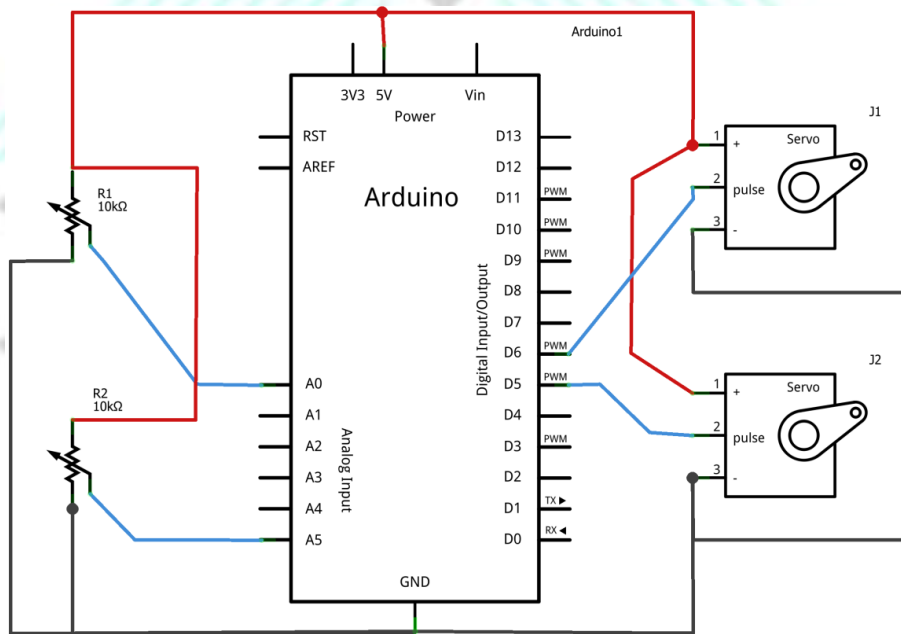 Arduino1
3V3 5V Vin
Power
RST
AREF
Arduino
D13
D12
D11 PWM
D10 PWM
D9 PWM
D8
D7
D6 PWM
D5 PWM
D4
D3 PWM
D2
D1 TX ▶
D0 RX ◀
Digital Input/Output
Analog Input
A0
A1
A2
A3
A4
A5
GND
R1
10kΩ
R2
10kΩ
J1
Servo
1 +
2 pulse
3 -
J2
Servo
1 +
2 pulse
3 -